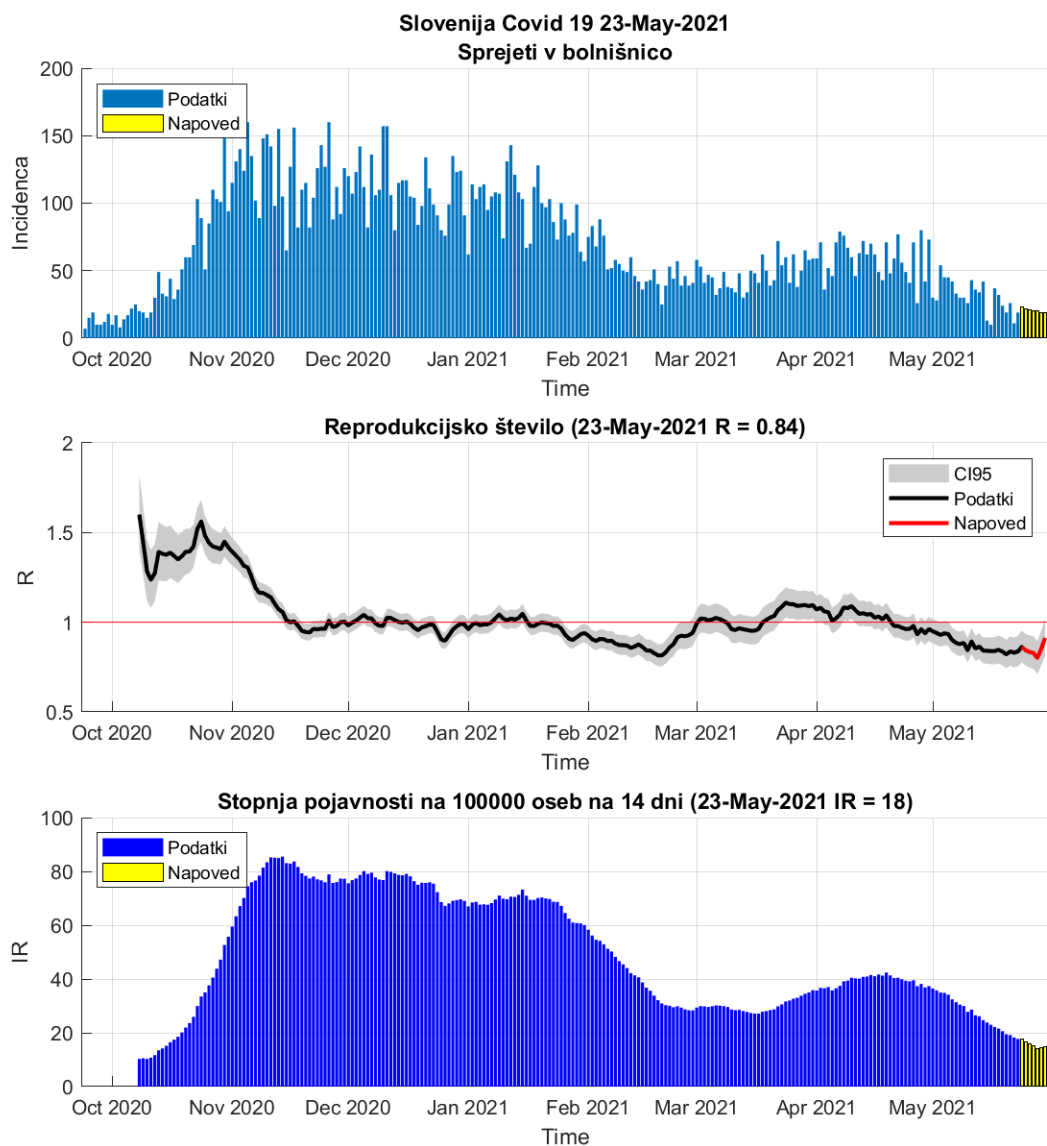 Slovenija Covid 19 23-May-2021
Sprejeti v bolnišnico
200
150
100
50
0
Incidenca
Podatki
Napoved
Oct 2020 Nov 2020 Dec 2020 Jan 2021 Feb 2021 Mar 2021 Apr 2021 May 2021
Time
Reprodukcijsko število (23-May-2021 R = 0.84)
2
1.5
1
0.5
R
CI95
Podatki
Napoved
Oct 2020 Nov 2020 Dec 2020 Jan 2021 Feb 2021 Mar 2021 Apr 2021 May 2021
Time
Stopnja pojavnosti na 100000 oseb na 14 dni (23-May-2021 IR = 18)
100
80
60
40
20
0
IR
Podatki
Napoved
Oct 2020 Nov 2020 Dec 2020 Jan 2021 Feb 2021 Mar 2021 Apr 2021 May 2021
Time